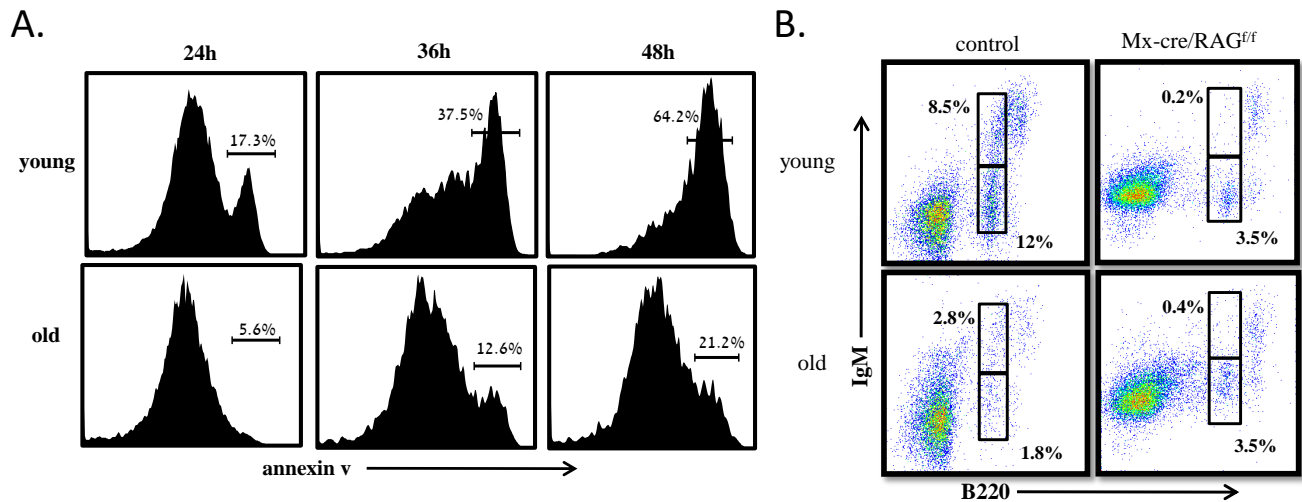 A.
24h
36h
48h
young
17.3%
37.5%
64.2%
old
5.6%
12.6%
21.2%
annexin v
B.
control
Mx-cre/RAGf/f
young
8.5%
12%
0.2%
3.5%
old
2.8%
1.8%
0.4%
3.5%
IgM
B220